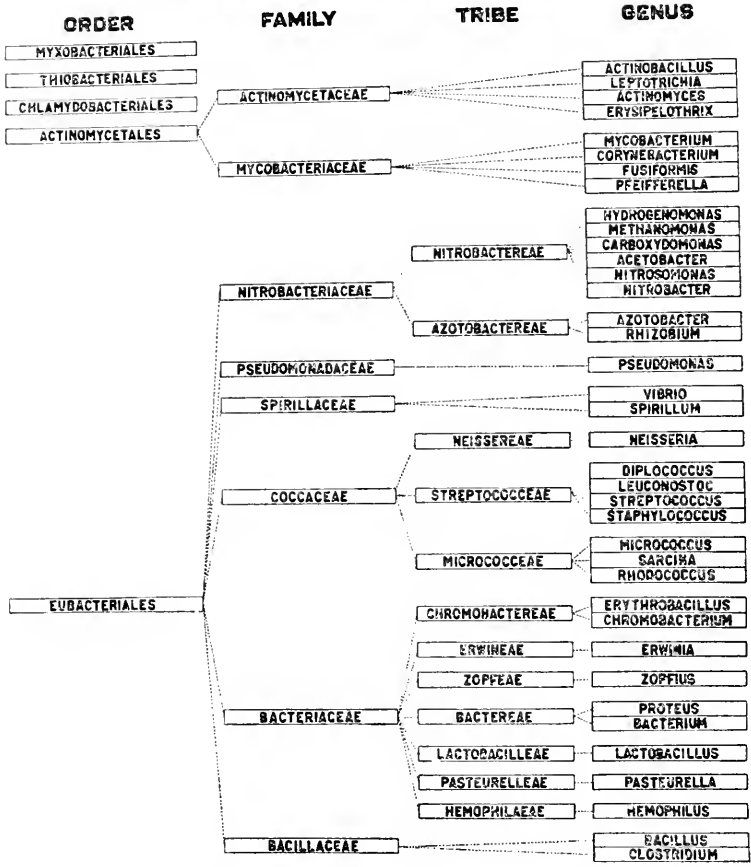 ORDER FAMILY TRIBE GENUS
MYXOBACTERIALES
THIOBACTERIALES
CHLAMYDOBACTERIALES
ACTINOMYCETALES
ACTINOMYCETACEAE
ACTINOBACILLUS
LEPTOTRICHIA
ACTINOMYCES
ERYSIPELOTHRIX
MYCOBACTERIACEAE
MYCOBACTERIUM
CORYNEBACTERIUM
FUSIFORMIS
PFEIFFERELLA
EUBACTERIALES
NITROBACTERIACEAE
NITROBACTEREAE
HYDROGENOMONAS
METHANOMONAS
CARBOXYDOMONAS
ACETOBACTER
NITROSOMONAS
NITROBACTER
AZOTOBACTEREAE
AZOTOBACTER
RHIZOBIUM
PSEUDOMONADACEAE
PSEUDOMONAS
SPIRILLACEAE
VIBRIO
SPIRILLUM
COCCACEAE
NEISSEREAE
NEISSERIA
STREPTOCOCCEAE
DIPLOCOCCUS
LEUCONOSTOC
STREPTOCOCCUS
STAPHYLOCOCCUS
MICROCOCCEAE
MICROCOCCUS
SARCINA
RHODOCOCCUS
BACTERIACEAE
CHROMOBACTEREAE
ERYTHROBACILLUS
CHROMOBACTERIUM
ERWINEAE
ERWINIA
ZOPFEAE
ZOPFIUS
BACTEREAE
PROTEUS
BACTERIUM
LACTOBACILLEAE
LACTOBACILLUS
PASTEURELLEAE
PASTEURELLA
HEMOPHILAEAE
HEMOPHILUS
BACILLACEAE
BACILLUS
CLOSTRIDIUM